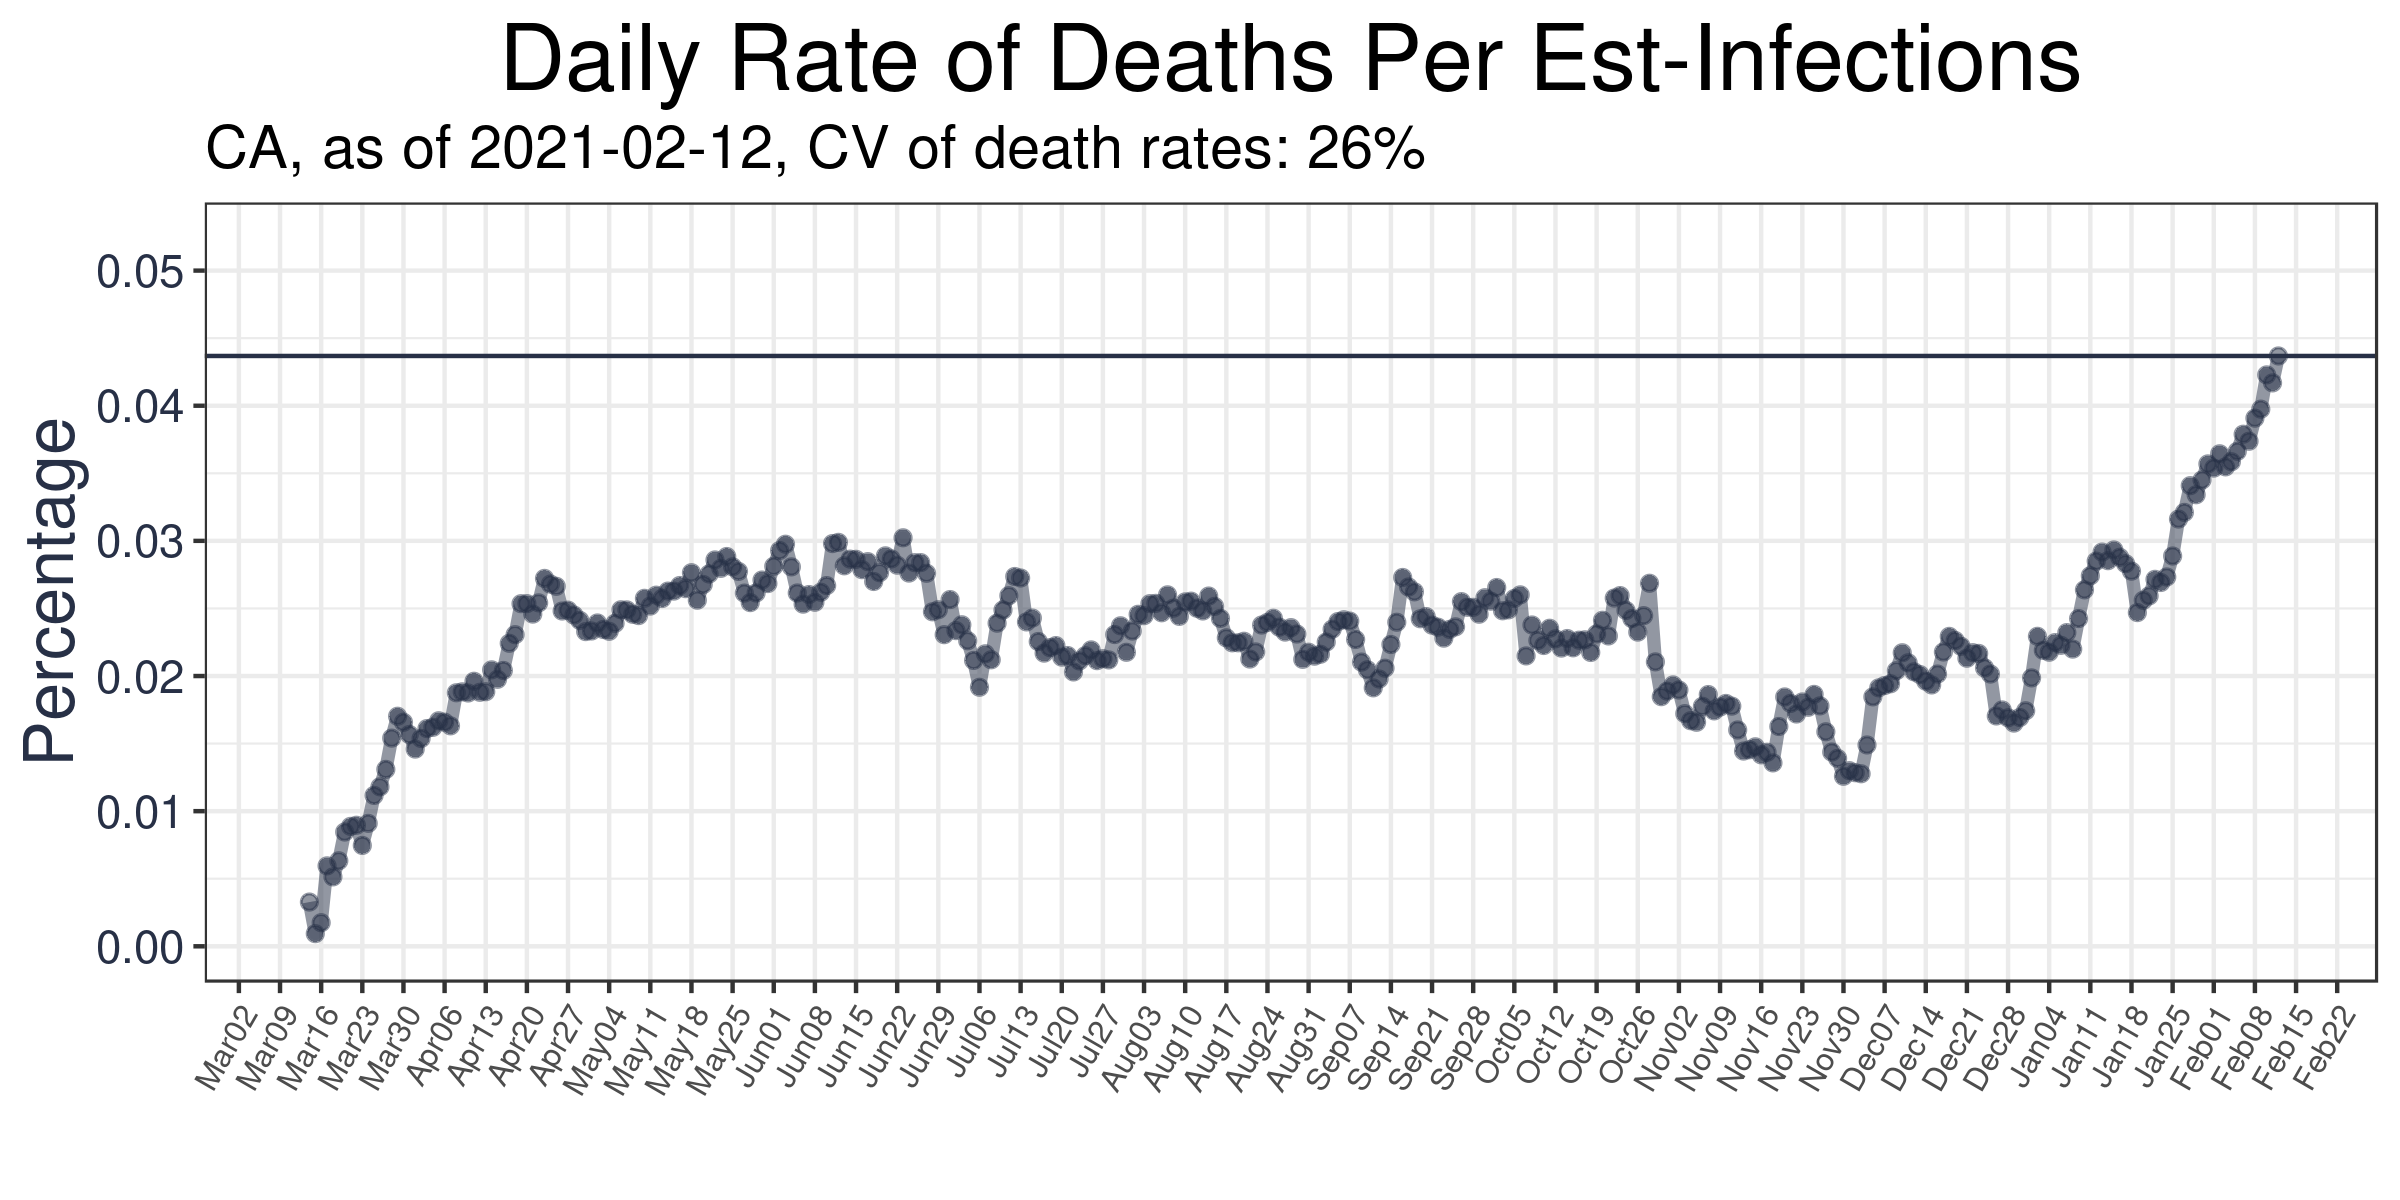 Daily Rate of Deaths Per Est-Infections
CA, as of 2021-02-12, CV of death rates: 26%
Percentage
0.05
0.04
0.03
0.02
0.01
0.00
Mar02
Mar09
Mar16
Mar23
Mar30
Apr06
Apr13
Apr20
Apr27
May04
May11
May18
May25
Jun01
Jun08
Jun15
Jun22
Jun29
Jul06
Jul13
Jul20
Jul27
Aug03
Aug10
Aug17
Aug24
Aug31
Sep07
Sep14
Sep21
Sep28
Oct05
Oct12
Oct19
Oct26
Nov02
Nov09
Nov16
Nov23
Nov30
Dec07
Dec14
Dec21
Dec28
Jan04
Jan11
Jan18
Jan25
Feb01
Feb08
Feb15
Feb22